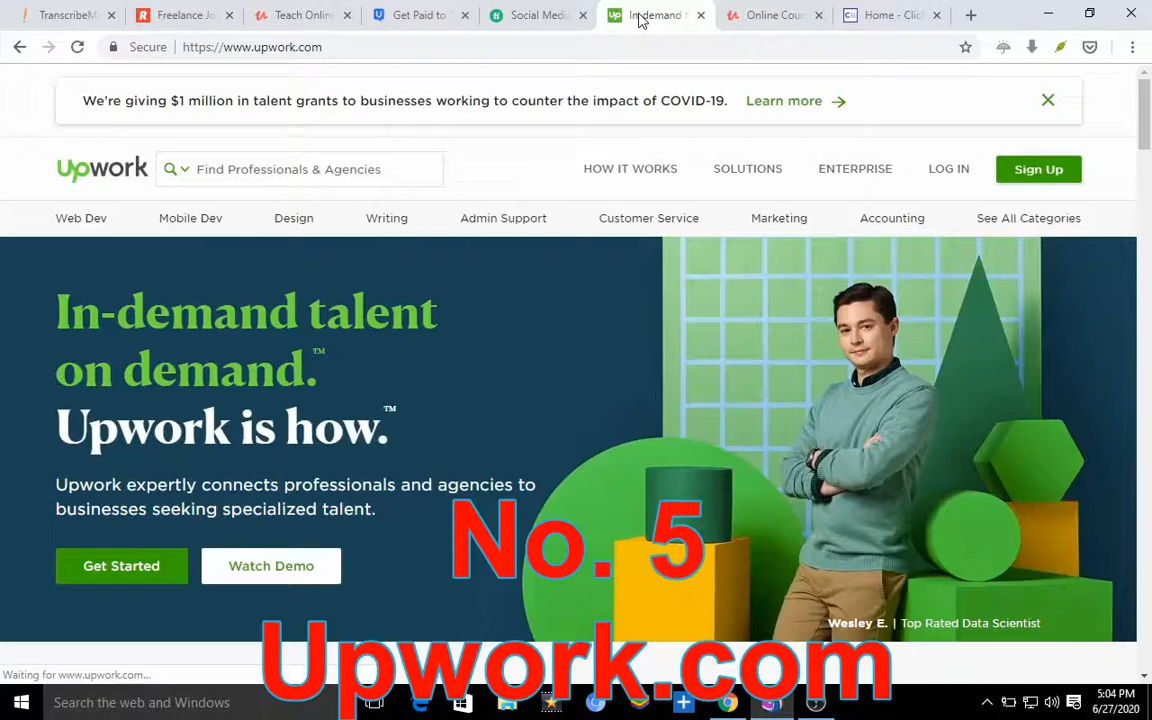 TranscribeM
Freelance Jo
Teach Online
Get Paid to
Social Media
In-demand t
Online Cour
Home - Clic
Secure
https://www.upwork.com
We're giving $1 million in talent grants to businesses working to counter the impact of COVID-19. Learn more
Upwork
Find Professionals & Agencies
HOW IT WORKS
SOLUTIONS
ENTERPRISE
LOG IN
Sign Up
Web Dev
Mobile Dev
Design
Writing
Admin Support
Customer Service
Marketing
Accounting
See All Categories
In-demand talent
on demand.™
Upwork is how.™
Upwork expertly connects professionals and agencies to
businesses seeking specialized talent.
Get Started
Watch Demo
No. 5
Wesley E. | Top Rated Data Scientist
Upwork.com
Waiting for www.upwork.com...
Search the web and Windows
5:04 PM
6/27/2020